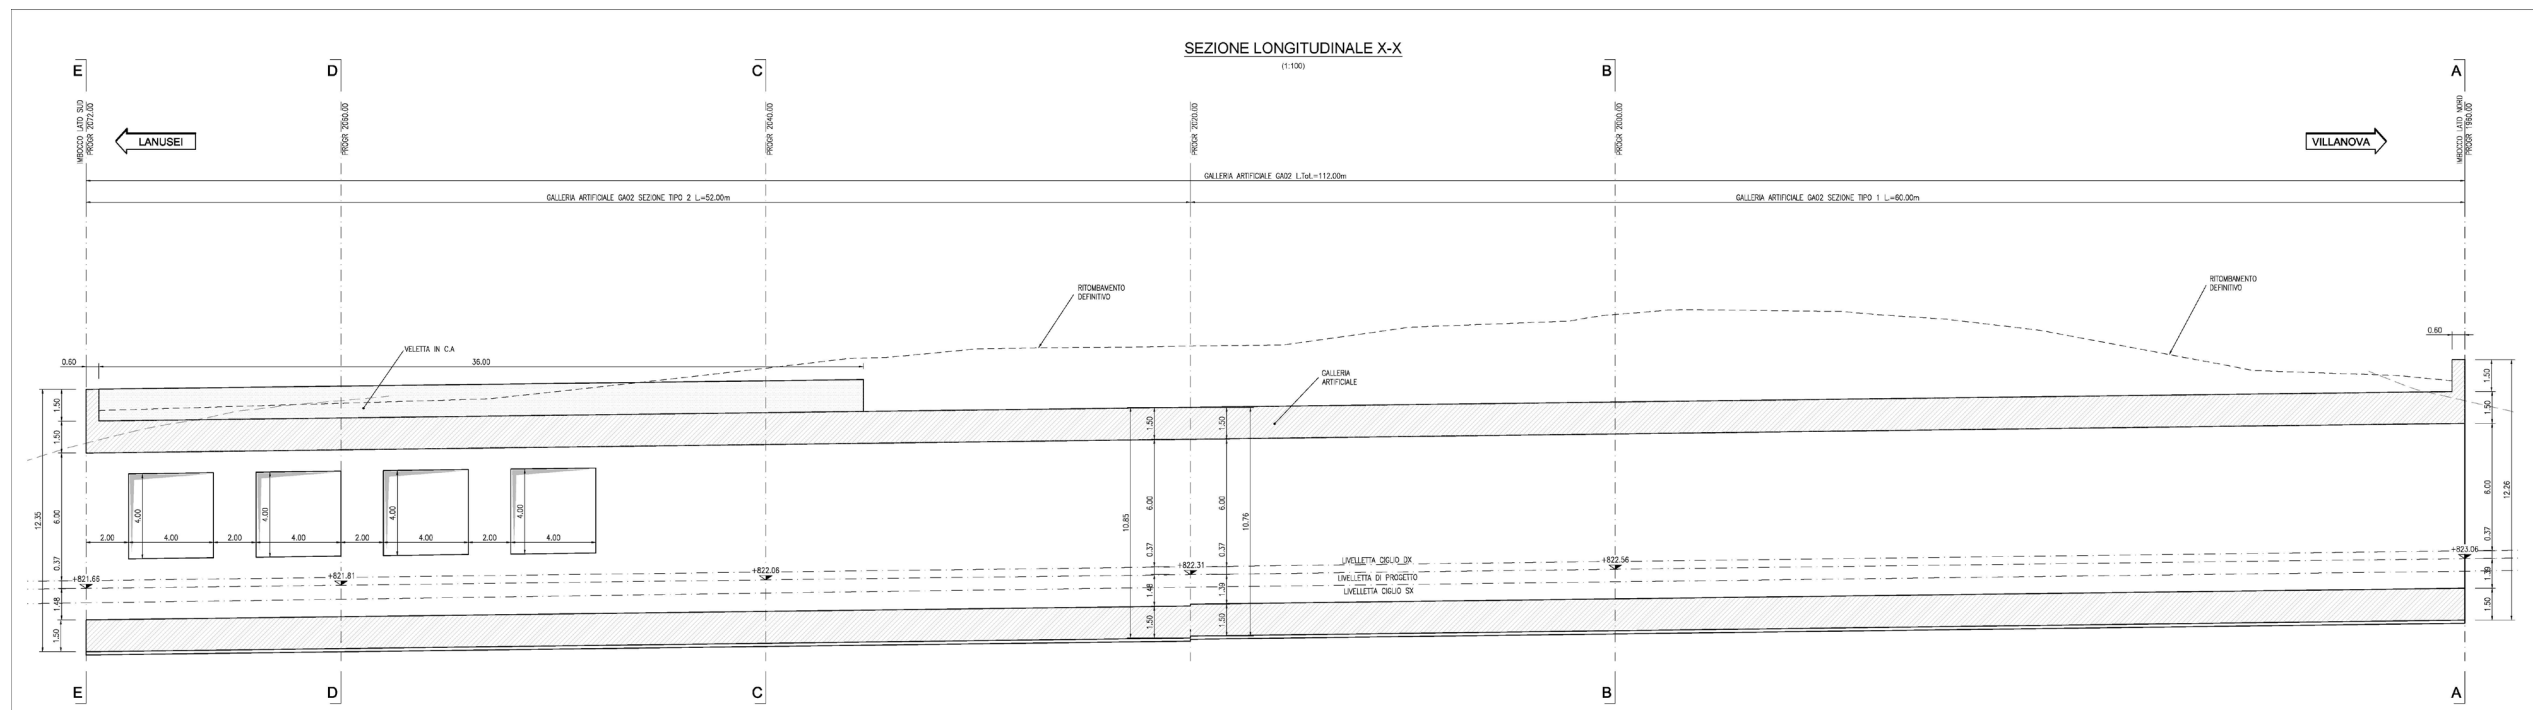 SEZIONE LONGITUDINALE X-X
(1:100)
E
D
C
B
A
IMBOCCO LATO SUD
PROGR 2072.00
PROGR 2060.00
PROGR 2040.00
PROGR 2020.00
PROGR 2000.00
IMBOCCO LATO NORD
PROGR 1960.00
LANUSEI
VILLANOVA
GALLERIA ARTIFICIALE GA02 L.Tot.=112.00m
GALLERIA ARTIFICIALE GA02 SEZIONE TIPO 2 L.=52.00m
GALLERIA ARTIFICIALE GA02 SEZIONE TIPO 1 L.=60.00m
RITOMBAMENTO
DEFINITIVO
RITOMBAMENTO
DEFINITIVO
VELETTA IN C.A
0.60
36.00
0.60
GALLERIA
ARTIFICIALE
12.35
1.50
1.50
6.00
0.37
1.48
1.50
4.00
4.00
4.00
4.00
2.00
4.00
2.00
4.00
2.00
4.00
2.00
4.00
10.85
1.50
6.00
0.37
1.48
1.50
1.50
6.00
0.37
1.39
1.50
10.76
1.50
1.50
6.00
0.37
1.39
1.50
12.26
+821.66
+821.81
+822.06
+822.31
+822.56
+823.06
LIVELLETTA CIGLIO DX
LIVELLETTA DI PROGETTO
LIVELLETTA CIGLIO SX
E
D
C
B
A